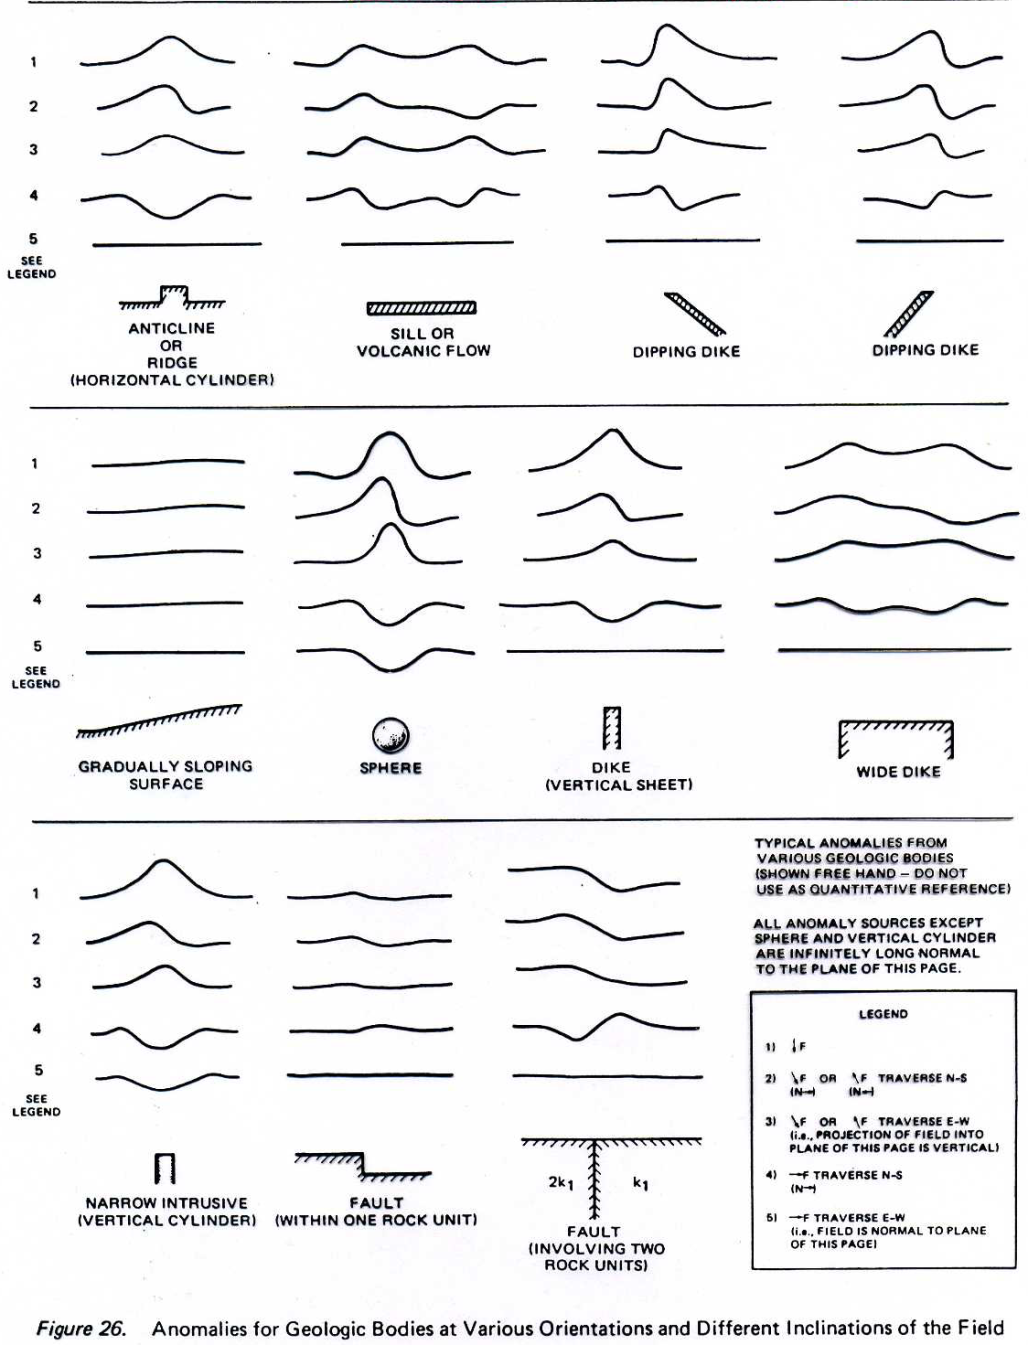 1
2
3
4
5
SEE
LEGEND
ANTICLINE
OR
RIDGE
(HORIZONTAL CYLINDER)
SILL OR
VOLCANIC FLOW
DIPPING DIKE
DIPPING DIKE
1
2
3
4
5
SEE
LEGEND
GRADUALLY SLOPING
SURFACE
SPHERE
DIKE
(VERTICAL SHEET)
WIDE DIKE
1
2
3
4
5
SEE
LEGEND
NARROW INTRUSIVE
(VERTICAL CYLINDER)
FAULT
(WITHIN ONE ROCK UNIT)
2k1 k1
FAULT
(INVOLVING TWO
ROCK UNITS)
TYPICAL ANOMALIES FROM
VARIOUS GEOLOGIC BODIES
(SHOWN FREE HAND – DO NOT
USE AS QUANTITATIVE REFERENCE)
ALL ANOMALY SOURCES EXCEPT
SPHERE AND VERTICAL CYLINDER
ARE INFINITELY LONG NORMAL
TO THE PLANE OF THIS PAGE.
LEGEND
1) ↓F
2) ↘F OR ↖F TRAVERSE N-S
(N→) (N←)
3) ↘F OR ↖F TRAVERSE E-W
(i.e., PROJECTION OF FIELD INTO
PLANE OF THIS PAGE IS VERTICAL)
4) →F TRAVERSE N-S
(N→)
5) →F TRAVERSE E-W
(i.e., FIELD IS NORMAL TO PLANE
OF THIS PAGE)
Figure 26. Anomalies for Geologic Bodies at Various Orientations and Different Inclinations of the Field